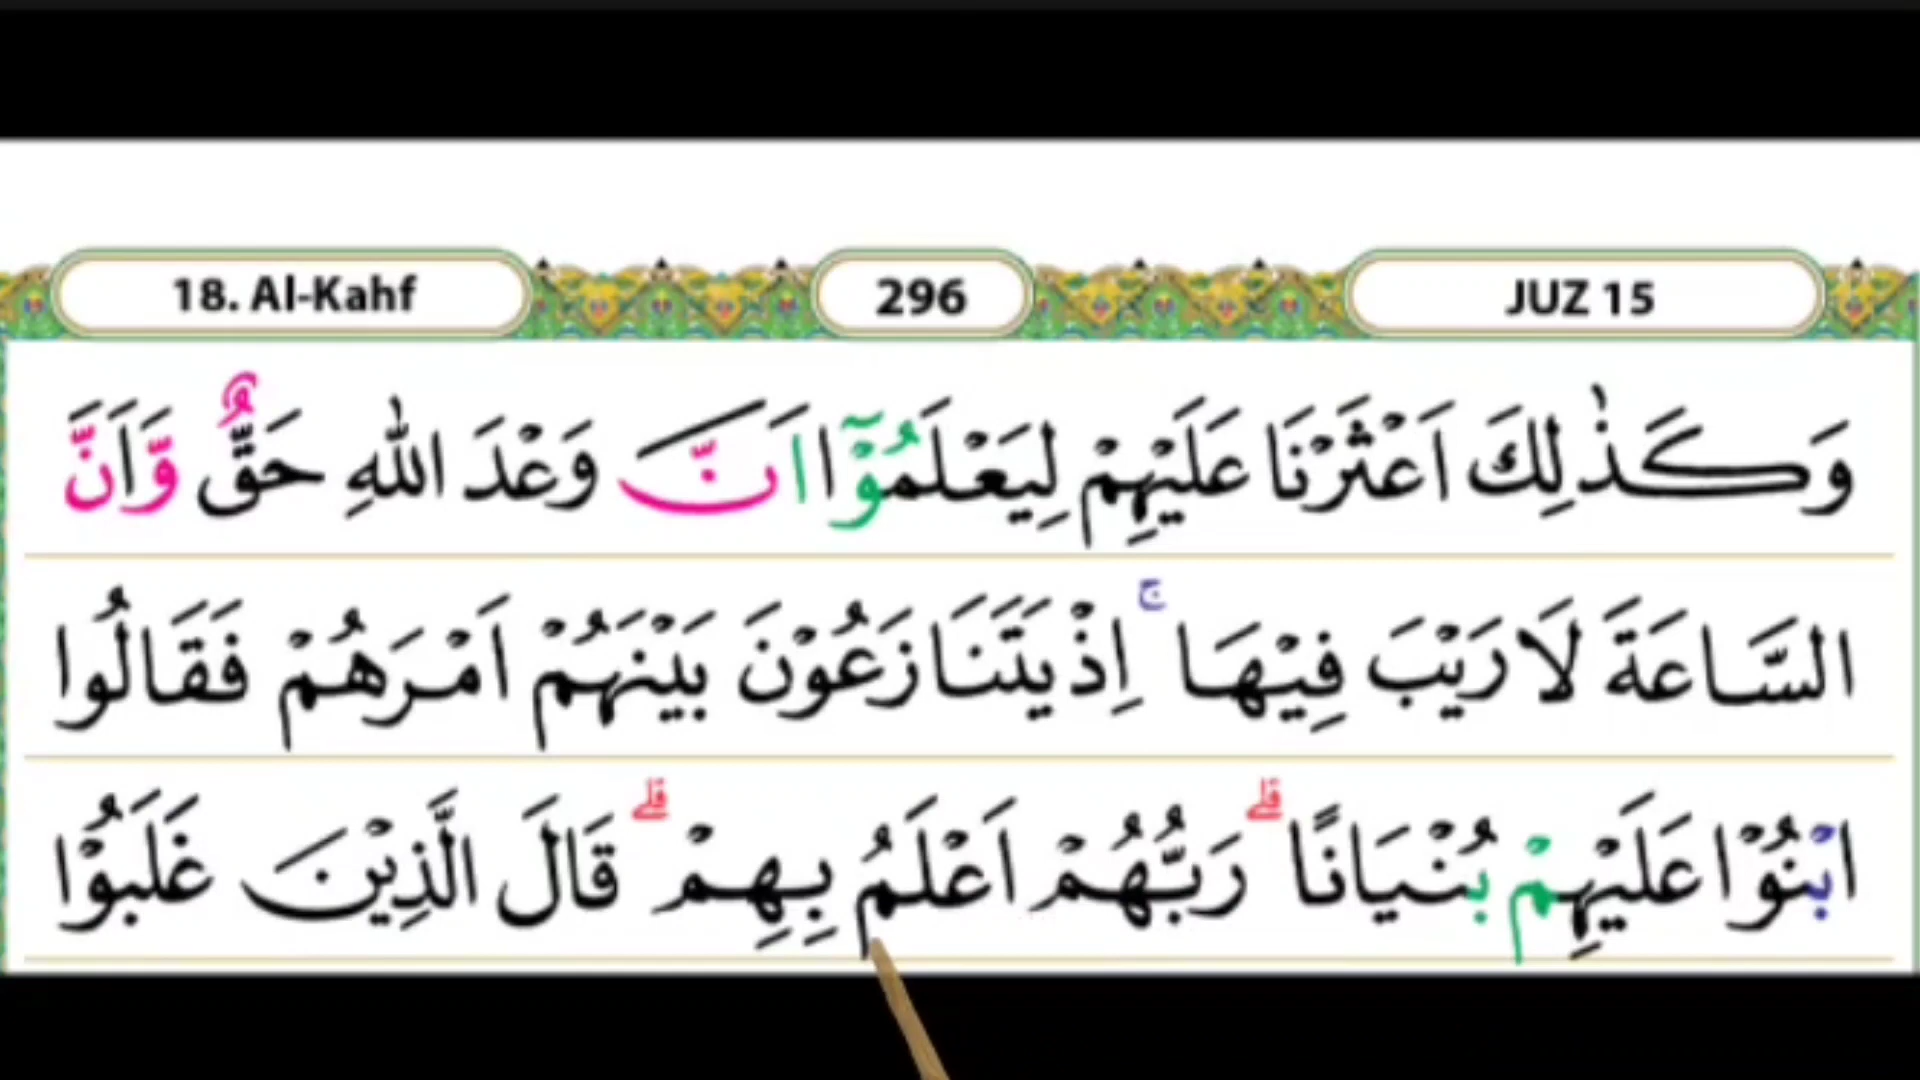 18. Al-Kahf 296 JUZ 15
وَكَذٰلِكَ اَعْثَرْنَا عَلَيْهِمْ لِيَعْلَمُوْٓا اَنَّ وَعْدَ اللّٰهِ حَقٌّ وَّاَنَّ
السَّاعَةَ لَا رَيْبَ فِيْهَا ۚ اِذْ يَتَنَازَعُوْنَ بَيْنَهُمْ اَمْرَهُمْ فَقَالُوا
ابْنُوْا عَلَيْهِمْ بُنْيَانًا ۗ رَبُّهُمْ اَعْلَمُ بِهِمْ ۗ قَالَ الَّذِيْنَ غَلَبُوْا